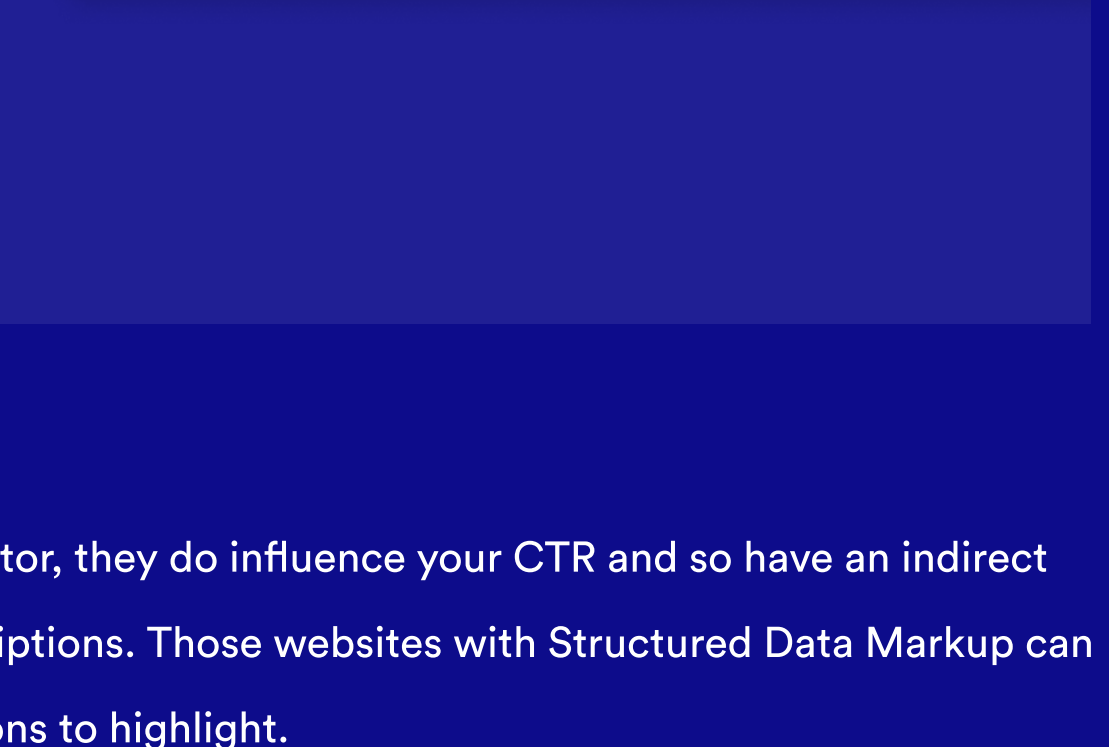 tor, they do influence your CTR and so have an indirect
iptions. Those websites with Structured Data Markup can
ons to highlight.